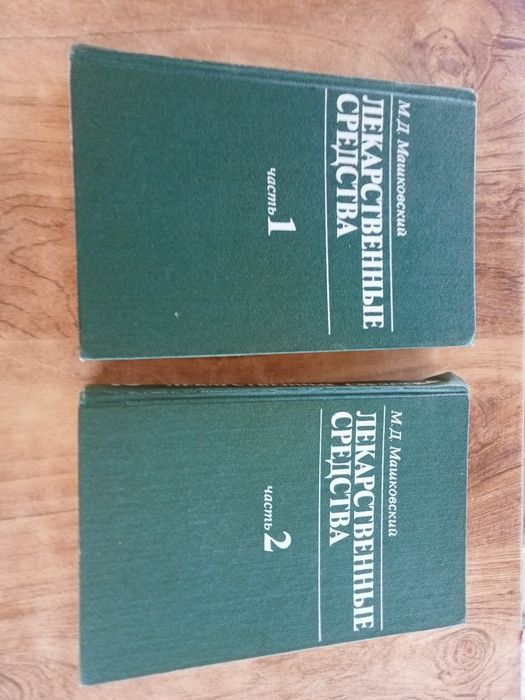 М. Д. Машковский
ЛЕКАРСТВЕННЫЕ
СРЕДСТВА
часть 1
М. Д. Машковский
ЛЕКАРСТВЕННЫЕ
СРЕДСТВА
часть 2